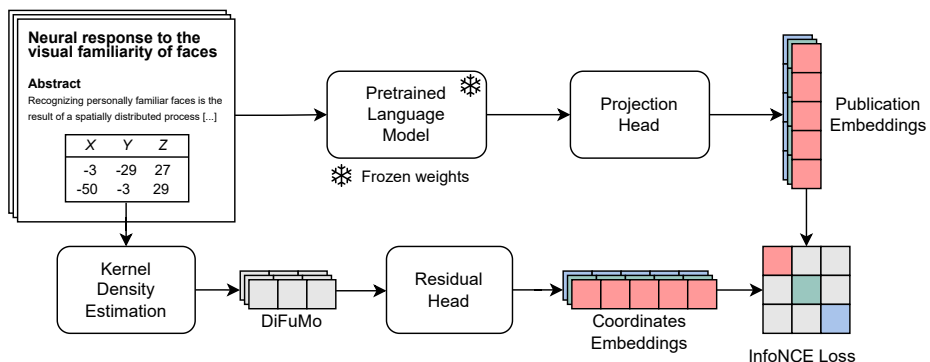 Neural response to the
visual familiarity of faces
Abstract
Recognizing personally familiar faces is the
result of a spatially distributed process [...]
X Y Z
-3 -29 27
-50 -3 29
Pretrained
Language
Model
Frozen weights
Projection
Head
Publication
Embeddings
Kernel
Density
Estimation
DiFuMo
Residual
Head
Coordinates
Embeddings
InfoNCE Loss